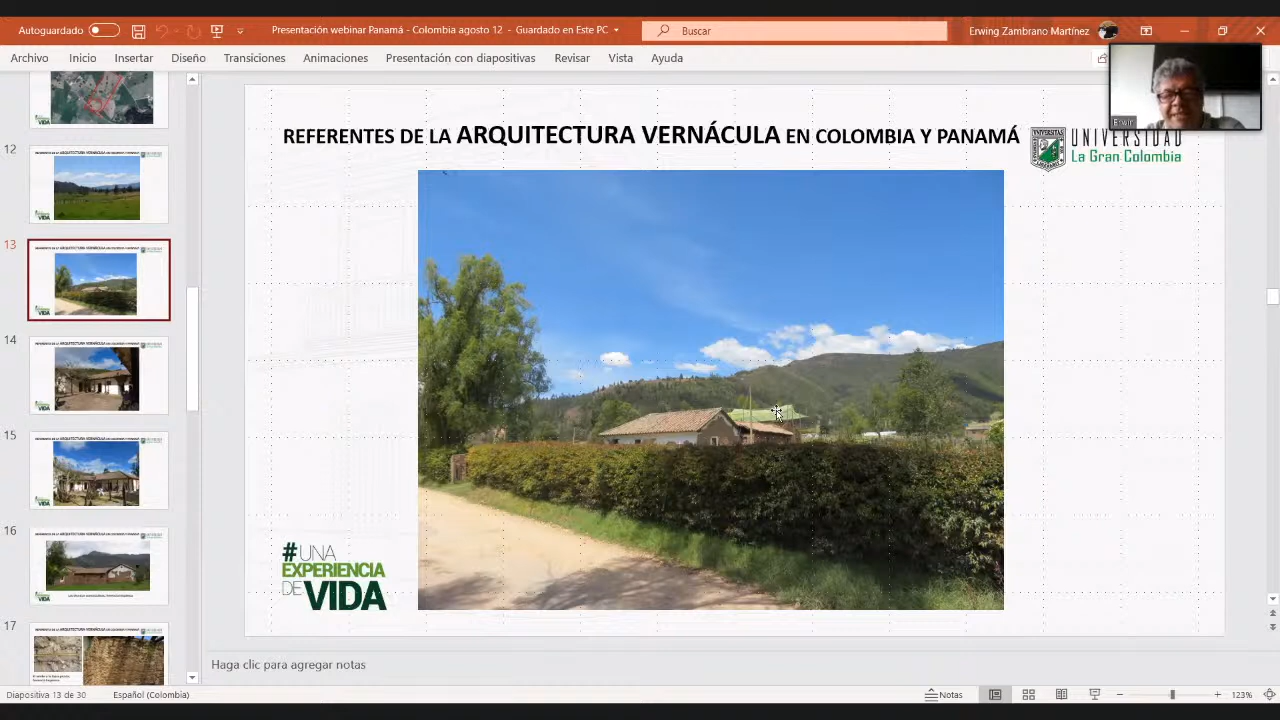 Autoguardado
Presentación webinar Panamá - Colombia agosto 12 - Guardado en Este PC
Buscar
Erwing Zambrano Martínez
Archivo Inicio Insertar Diseño Transiciones Animaciones Presentación con diapositivas Revisar Vista Ayuda
Erwin
12
13
14
15
16
17
REFERENTES DE LA ARQUITECTURA VERNÁCULA EN COLOMBIA Y PANAMÁ
UNIVERSITAS
UNIVERSIDAD
La Gran Colombia
#UNA
EXPERIENCIA
DE VIDA
Haga clic para agregar notas
Diapositiva 13 de 30 Español (Colombia) Notas 123%